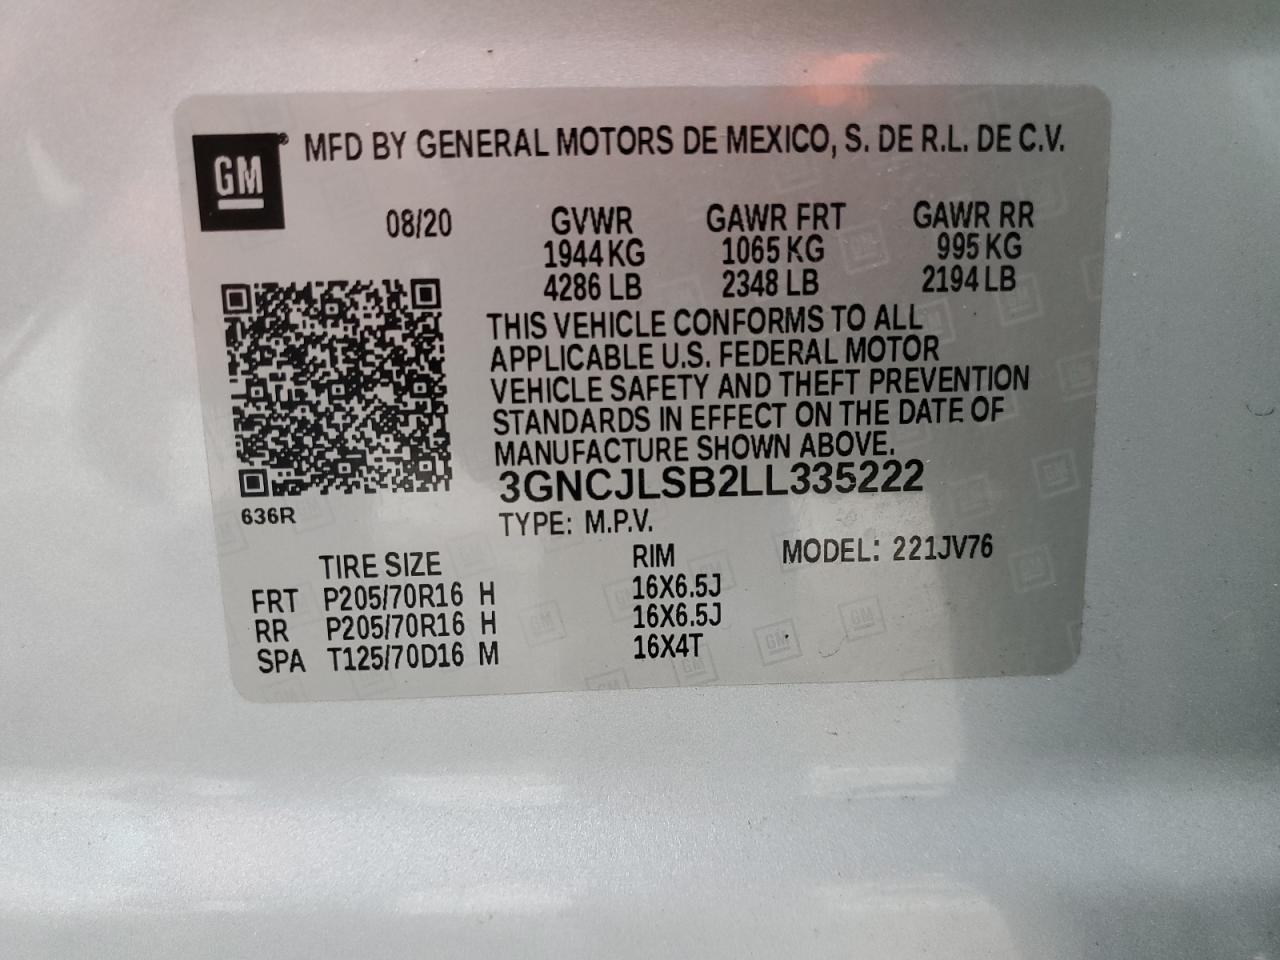 GM® MFD BY GENERAL MOTORS DE MEXICO, S. DE R.L. DE C.V.
08/20 GVWR GAWR FRT GAWR RR
1944 KG 1065 KG 995 KG
4286 LB 2348 LB 2194 LB
THIS VEHICLE CONFORMS TO ALL
APPLICABLE U.S. FEDERAL MOTOR
VEHICLE SAFETY AND THEFT PREVENTION
STANDARDS IN EFFECT ON THE DATE OF
MANUFACTURE SHOWN ABOVE.
3GNCJLSB2LL335222
636R
TYPE: M.P.V.
TIRE SIZE RIM MODEL: 221JV76
FRT P205/70R16 H 16X6.5J
RR P205/70R16 H 16X6.5J
SPA T125/70D16 M 16X4T